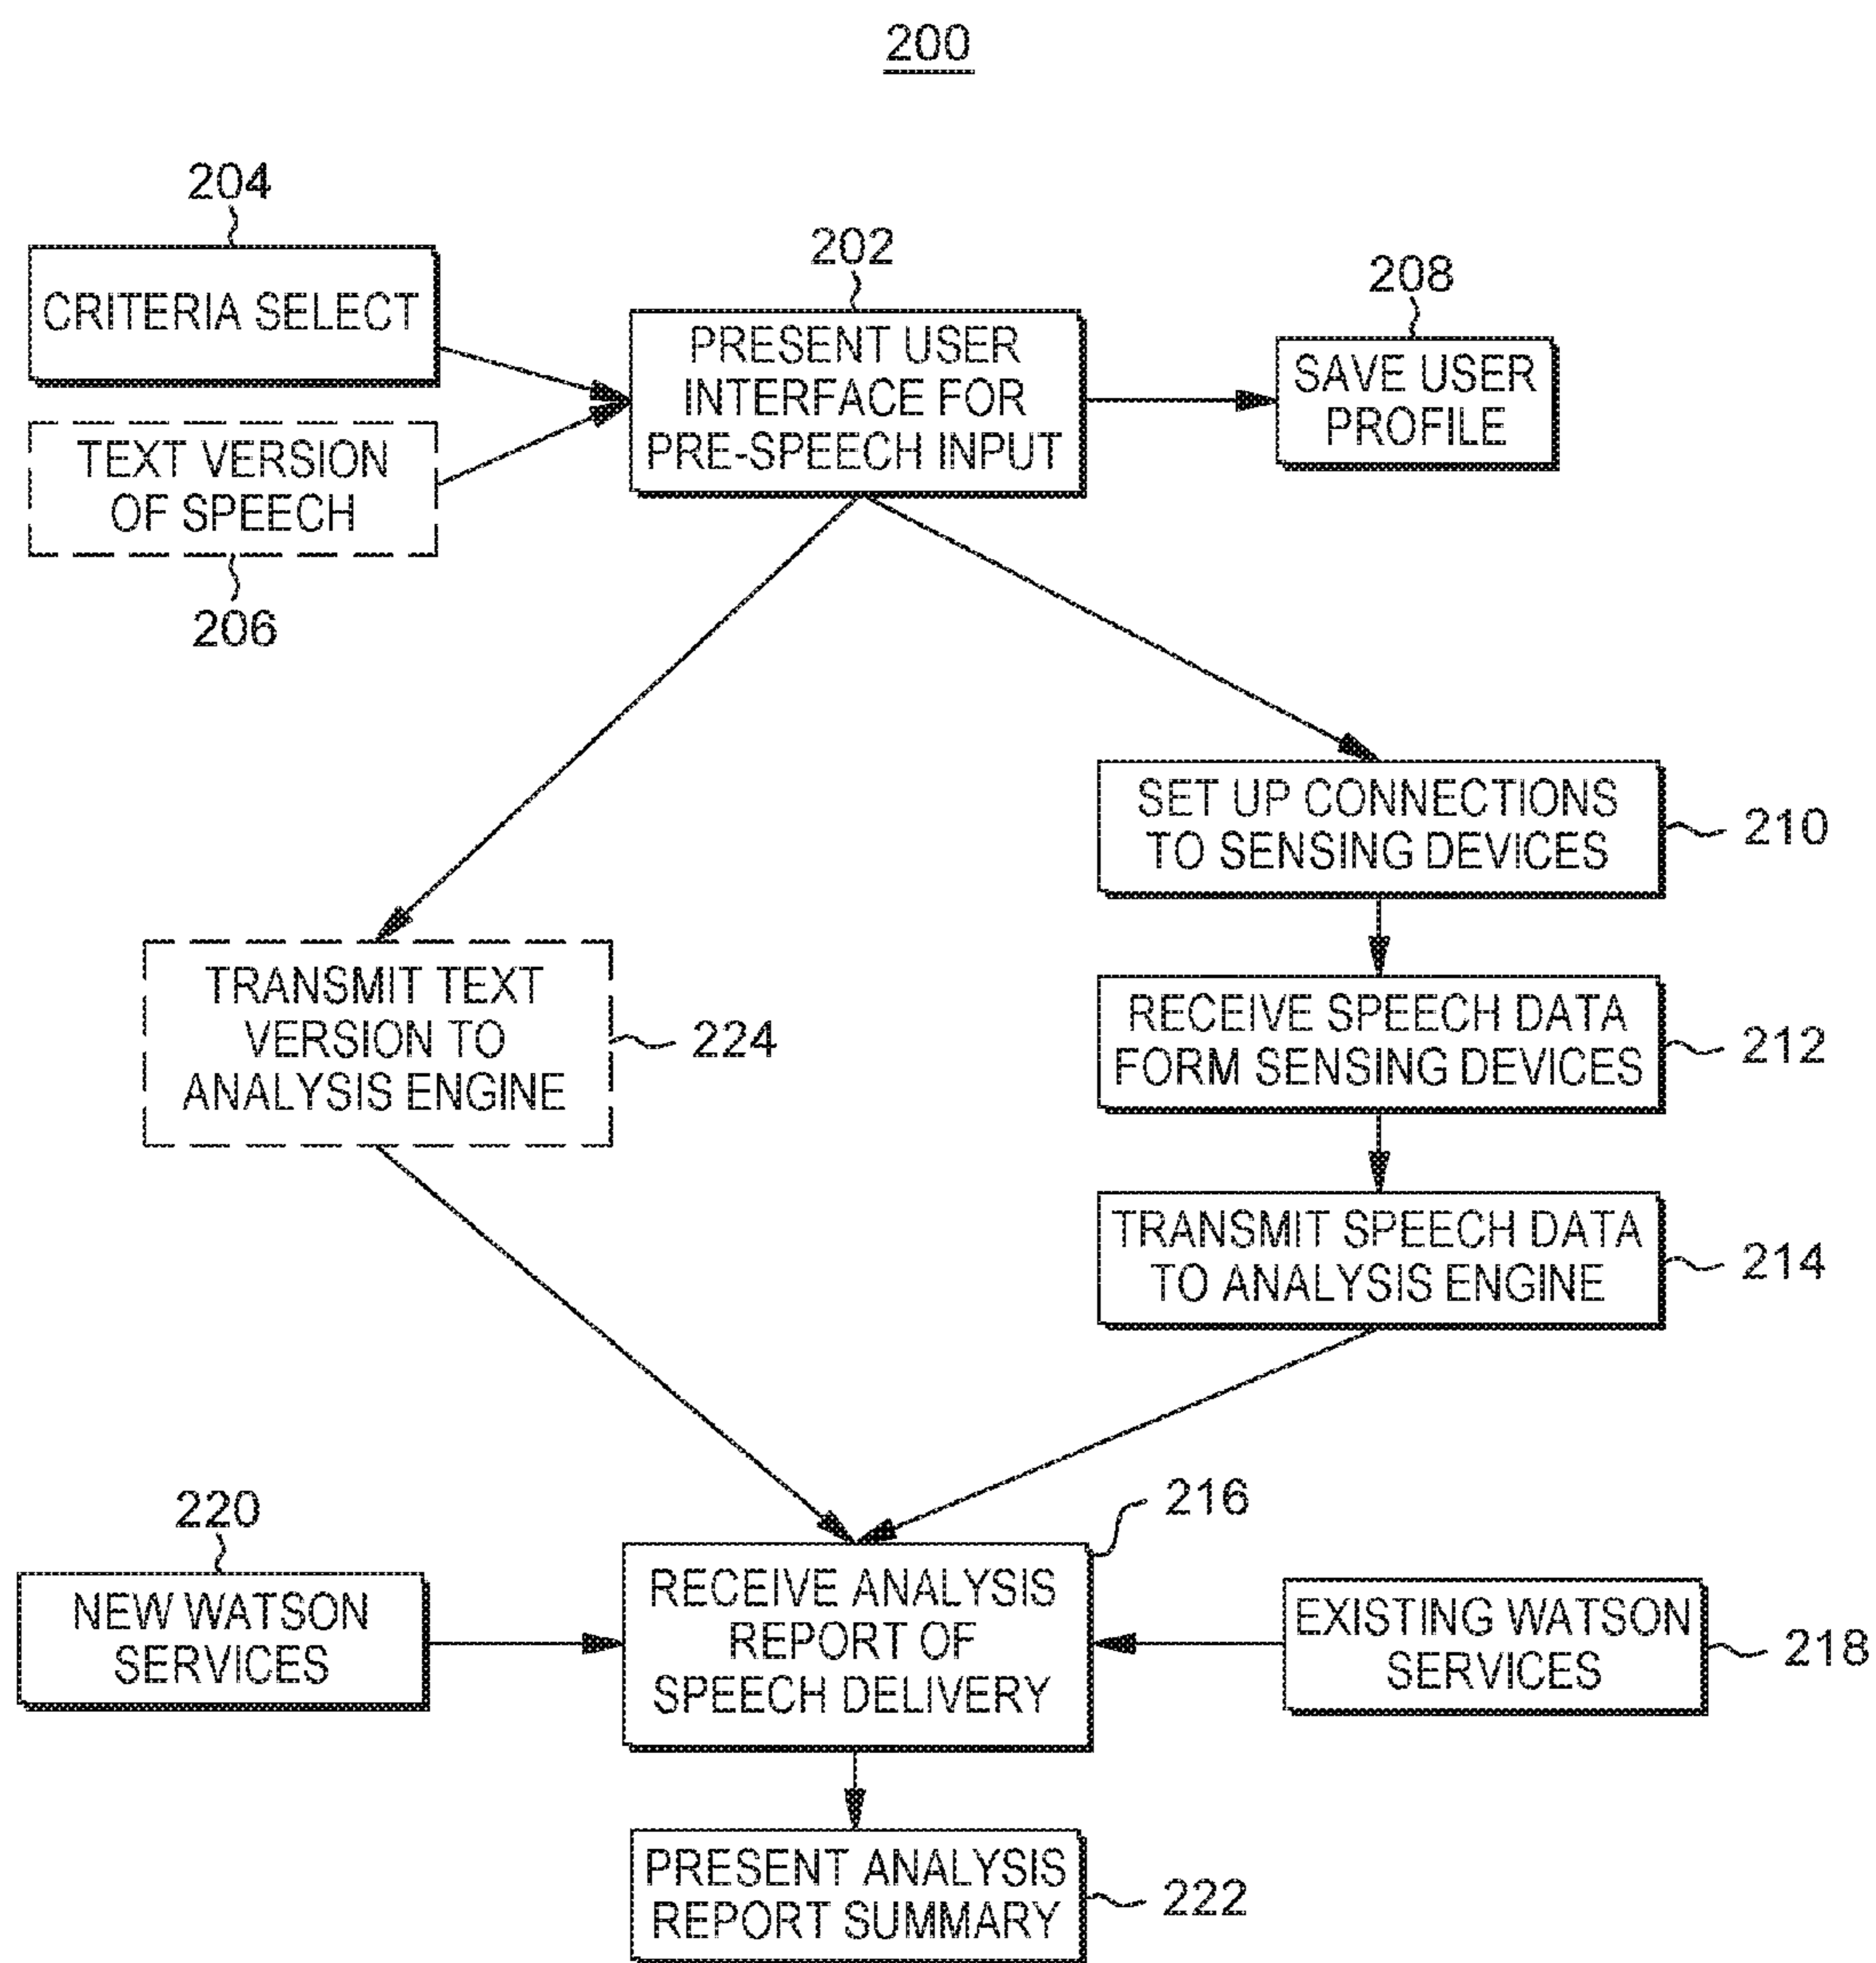 200
204
CRITERIA SELECT
202
PRESENT USER
INTERFACE FOR
PRE-SPEECH INPUT
208
SAVE USER
PROFILE
TEXT VERSION
OF SPEECH
206
SET UP CONNECTIONS
TO SENSING DEVICES
210
TRANSMIT TEXT
VERSION TO
ANALYSIS ENGINE
224
RECEIVE SPEECH DATA
FORM SENSING DEVICES
212
TRANSMIT SPEECH DATA
TO ANALYSIS ENGINE
214
220
NEW WATSON
SERVICES
216
RECEIVE ANALYSIS
REPORT OF
SPEECH DELIVERY
EXISTING WATSON
SERVICES
218
PRESENT ANALYSIS
REPORT SUMMARY
222